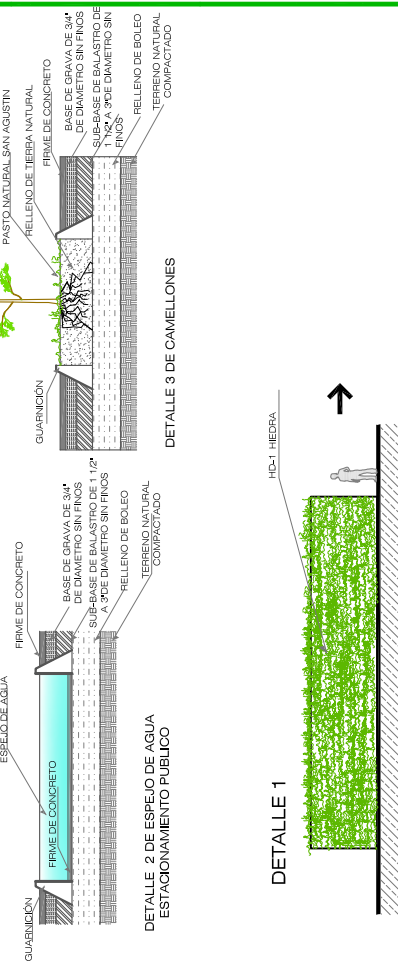 ESPEJO DE AGUA
FIRME DE CONCRETO
BASE DE GRAVA DE 3/4"
DE DIAMETRO SIN FINOS
SUB-BASE DE BALASTRO DE 1 1/2"
A 3"DE DIAMETRO SIN FINOS
RELLENO DE BOLEO
TERRENO NATURAL
COMPACTADO
GUARNICIÓN
FIRME DE CONCRETO
DETALLE 2 DE ESPEJO DE AGUA
ESTACIONAMIENTO PUBLICO
PASTO NATURAL SAN AGUSTIN
RELLENO DE TIERRA NATURAL
FIRME DE CONCRETO
BASE DE GRAVA DE 3/4"
DE DIAMETRO SIN FINOS
SUB-BASE DE BALASTRO DE
1 1/2" A 3"DE DIAMETRO SIN
FINOS
RELLENO DE BOLEO
TERRENO NATURAL
COMPACTADO
GUARNICIÓN
DETALLE 3 DE CAMELLONES
HD-1 HIEDRA
DETALLE 1